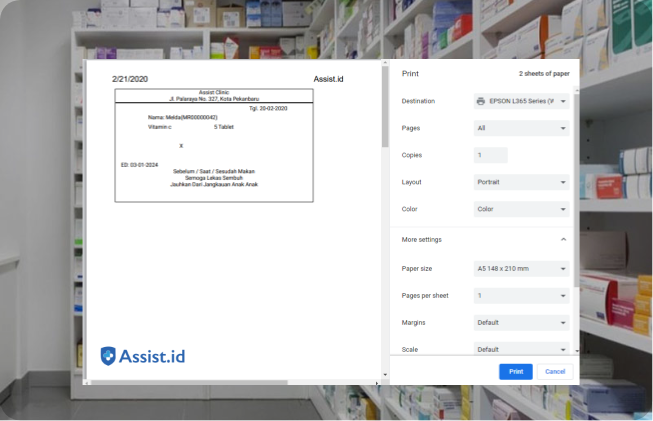 2/21/2020 Assist.id
Assist Clinic
Jl. Palaraya No. 327, Kota Pekanbaru
Tgl. 20-02-2020
Nama: Melda(MR00000042)
Vitamin c 5 Tablet
X
ED: 03-01-2024
Sebelum / Saat / Sesudah Makan
Semoga Lekas Sembuh
Jauhkan Dari Jangkauan Anak Anak
Assist.id
Print 2 sheets of paper
Destination EPSON L365 Series (W
Pages All
Copies 1
Layout Portrait
Color Color
More settings
Paper size A5 148 x 210 mm
Pages per sheet 1
Margins Default
Scale Default
Print Cancel